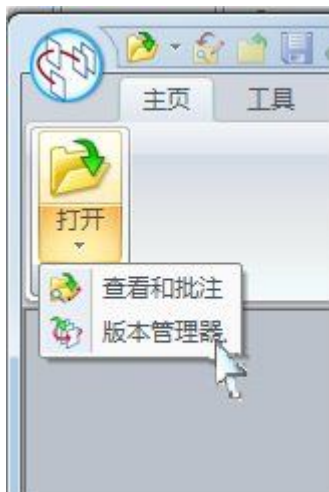 主页 工具
打开
查看和批注
版本管理器